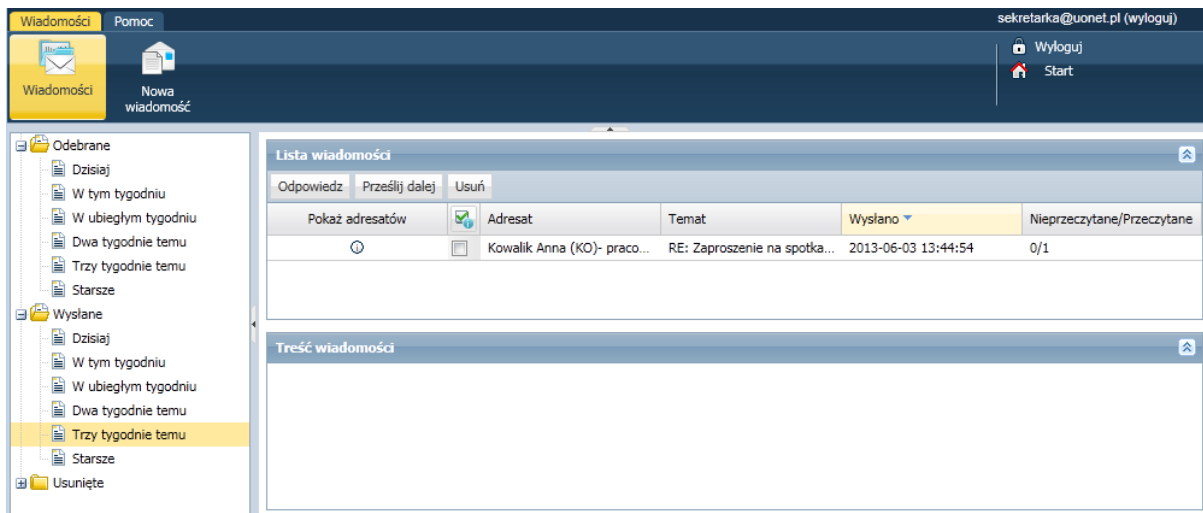 Wiadomości Pomoc sekretarka@uonet.pl (wyloguj)
Wyloguj
Start
Wiadomości
Nowa
wiadomość
Odebrane
Dzisiaj
W tym tygodniu
W ubiegłym tygodniu
Dwa tygodnie temu
Trzy tygodnie temu
Starsze
Wysłane
Dzisiaj
W tym tygodniu
W ubiegłym tygodniu
Dwa tygodnie temu
Trzy tygodnie temu
Starsze
Usunięte
Lista wiadomości
Odpowiedz Prześlij dalej Usuń
Pokaż adresatów Adresat Temat Wysłano Nieprzeczytane/Przeczytane
Kowalik Anna (KO)- praco... RE: Zaproszenie na spotka... 2013-06-03 13:44:54 0/1
Treść wiadomości